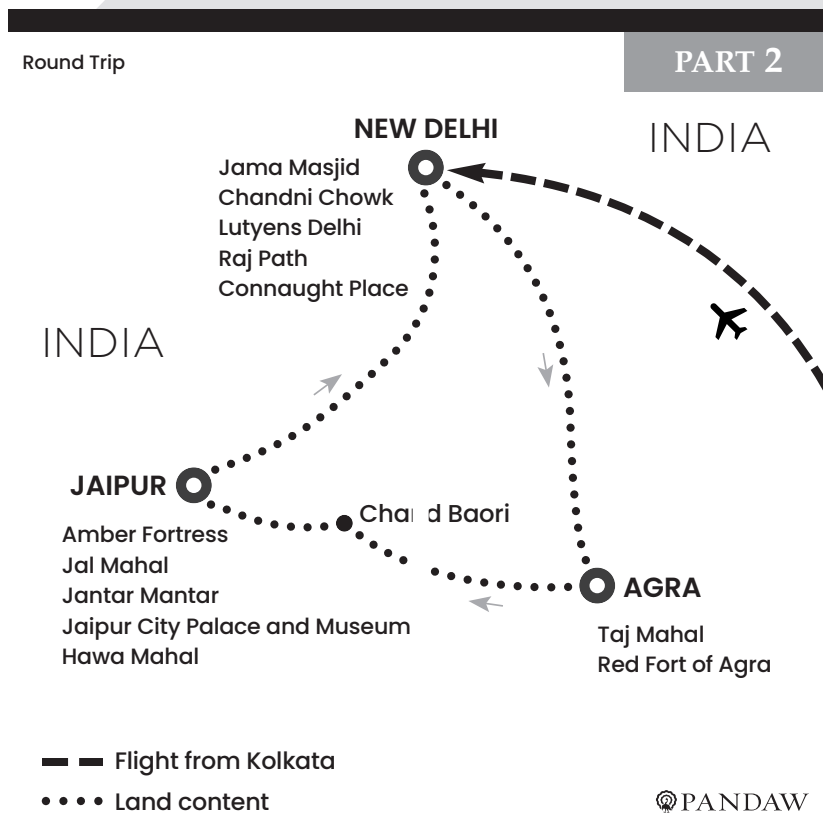 Round Trip
PART 2
NEW DELHI
INDIA
Jama Masjid
Chandni Chowk
Lutyens Delhi
Raj Path
Connaught Place
INDIA
JAIPUR
Chand Baori
Amber Fortress
Jal Mahal
Jantar Mantar
Jaipur City Palace and Museum
Hawa Mahal
AGRA
Taj Mahal
Red Fort of Agra
Flight from Kolkata
Land content
PANDAW